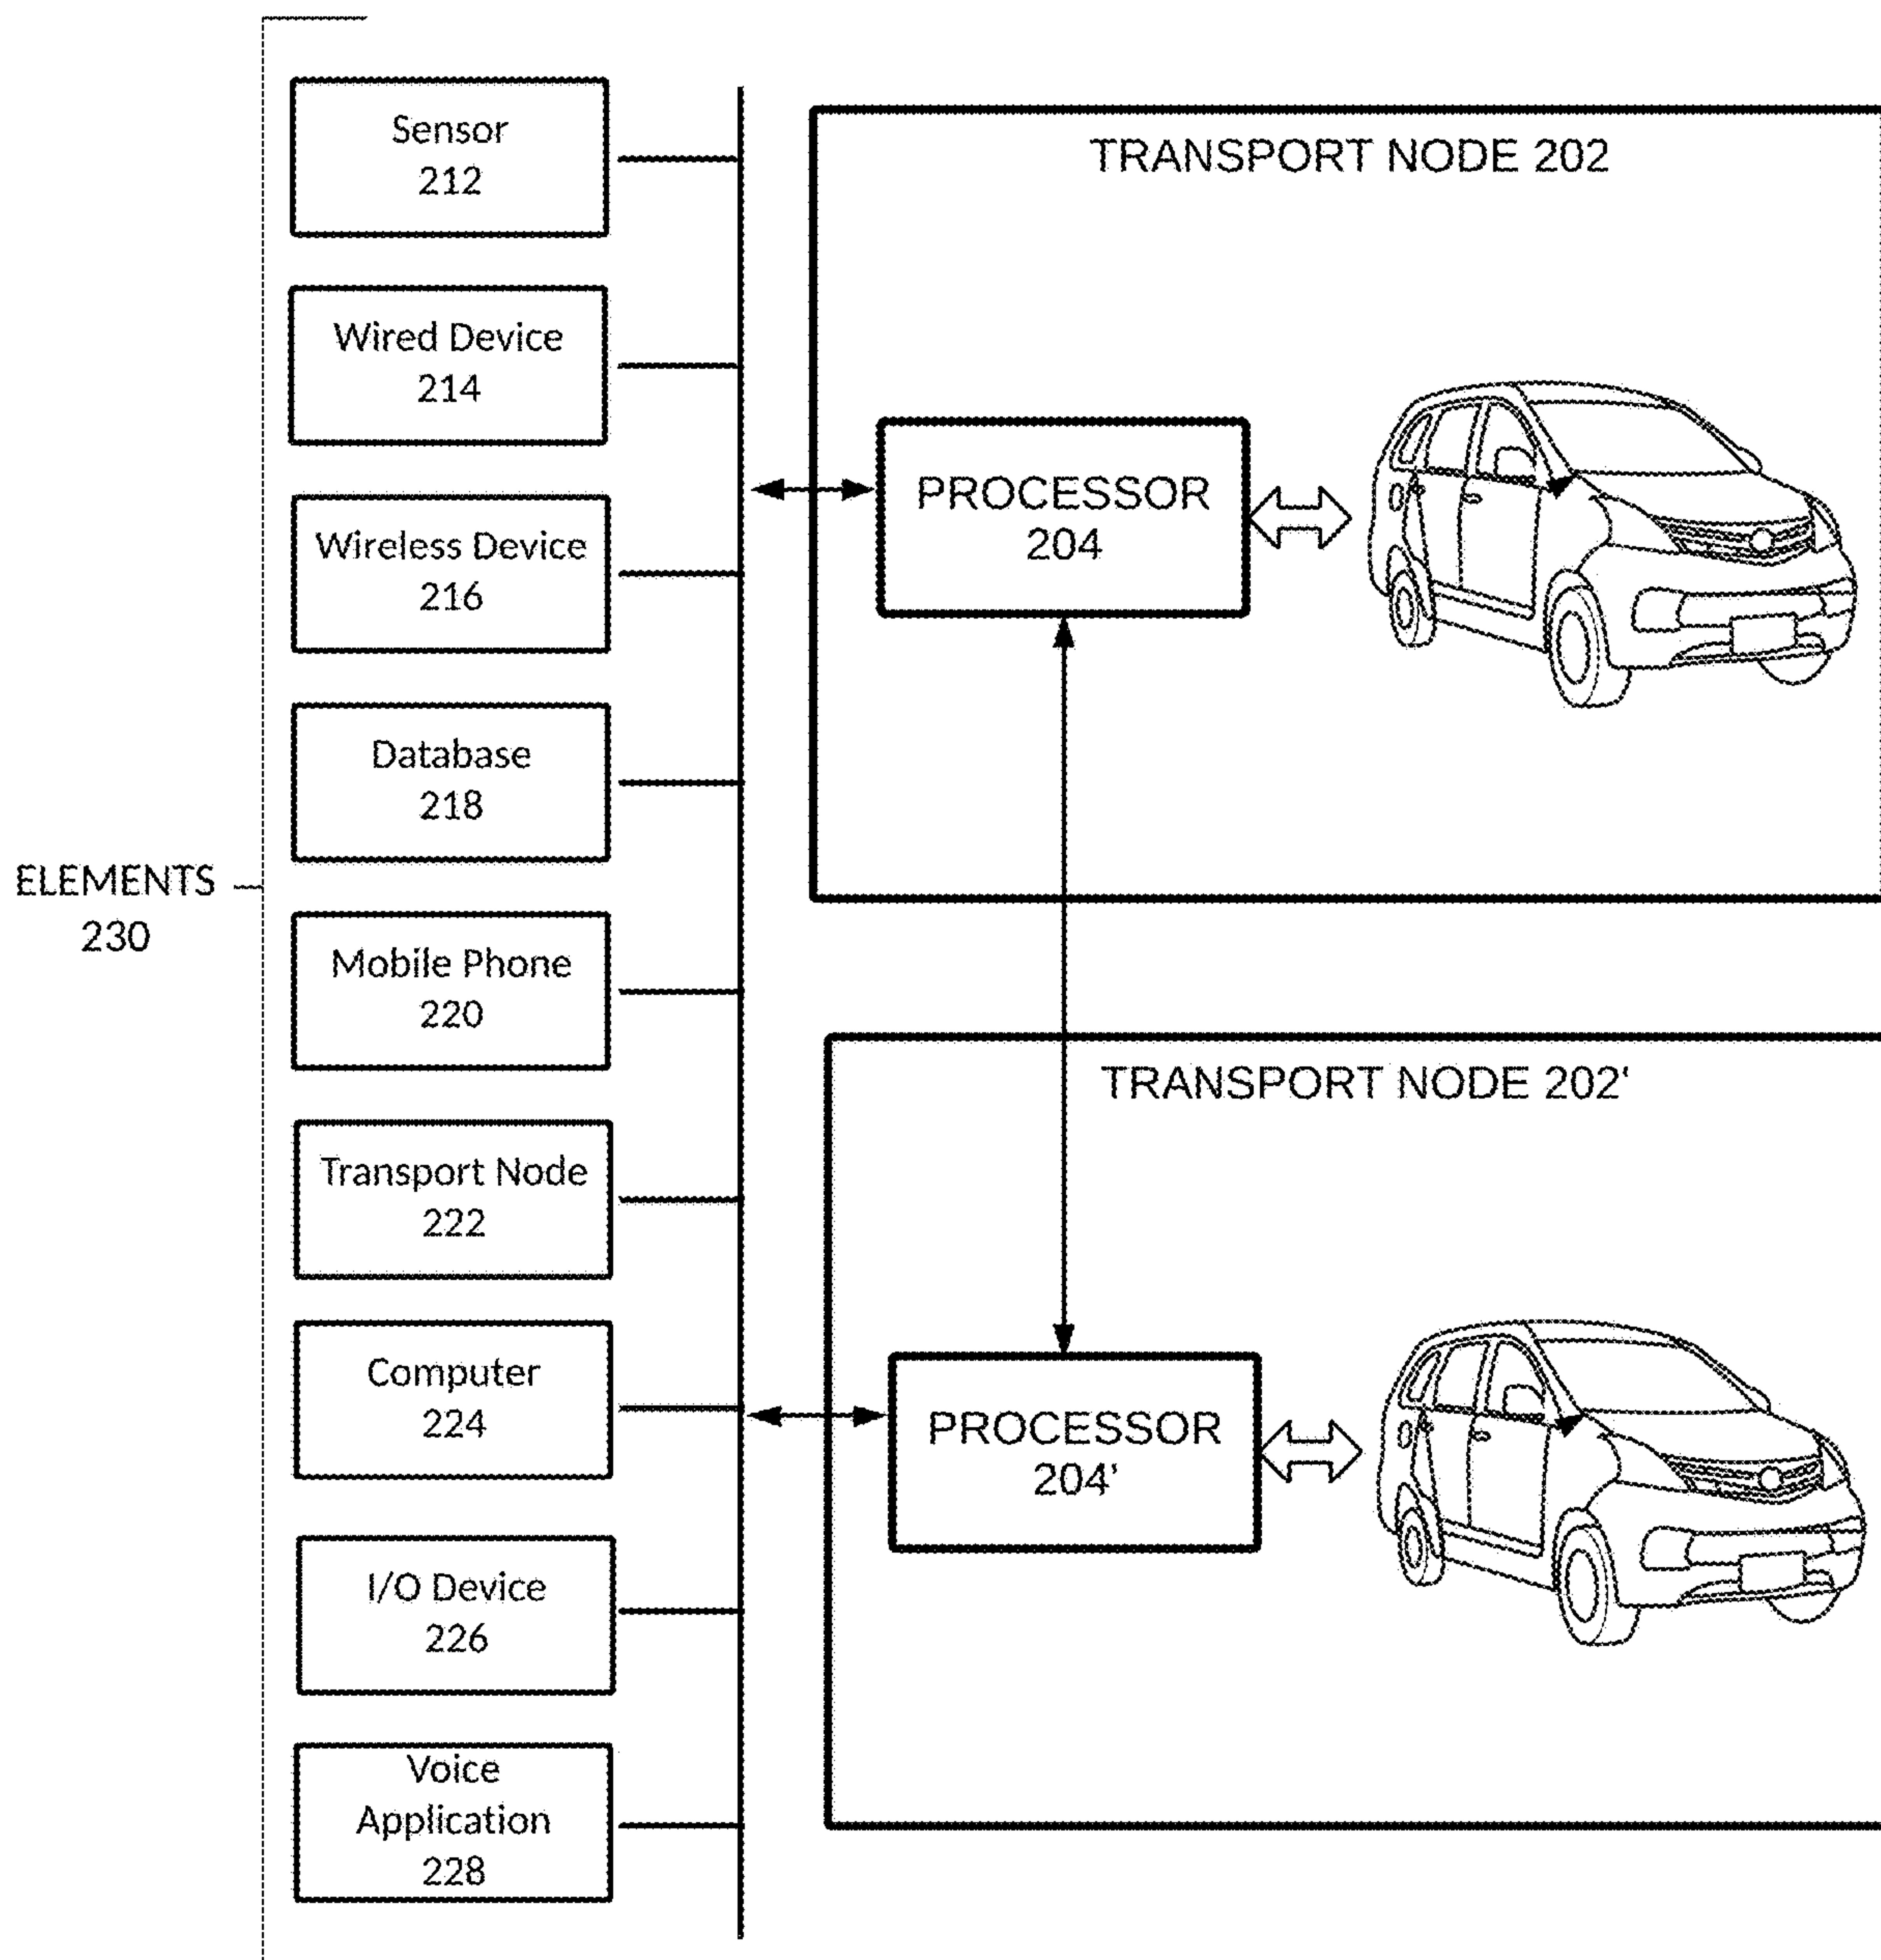 ELEMENTS
230
Sensor
212
Wired Device
214
Wireless Device
216
Database
218
Mobile Phone
220
Transport Node
222
Computer
224
I/O Device
226
Voice
Application
228
TRANSPORT NODE 202
PROCESSOR
204
TRANSPORT NODE 202‘
PROCESSOR
204’